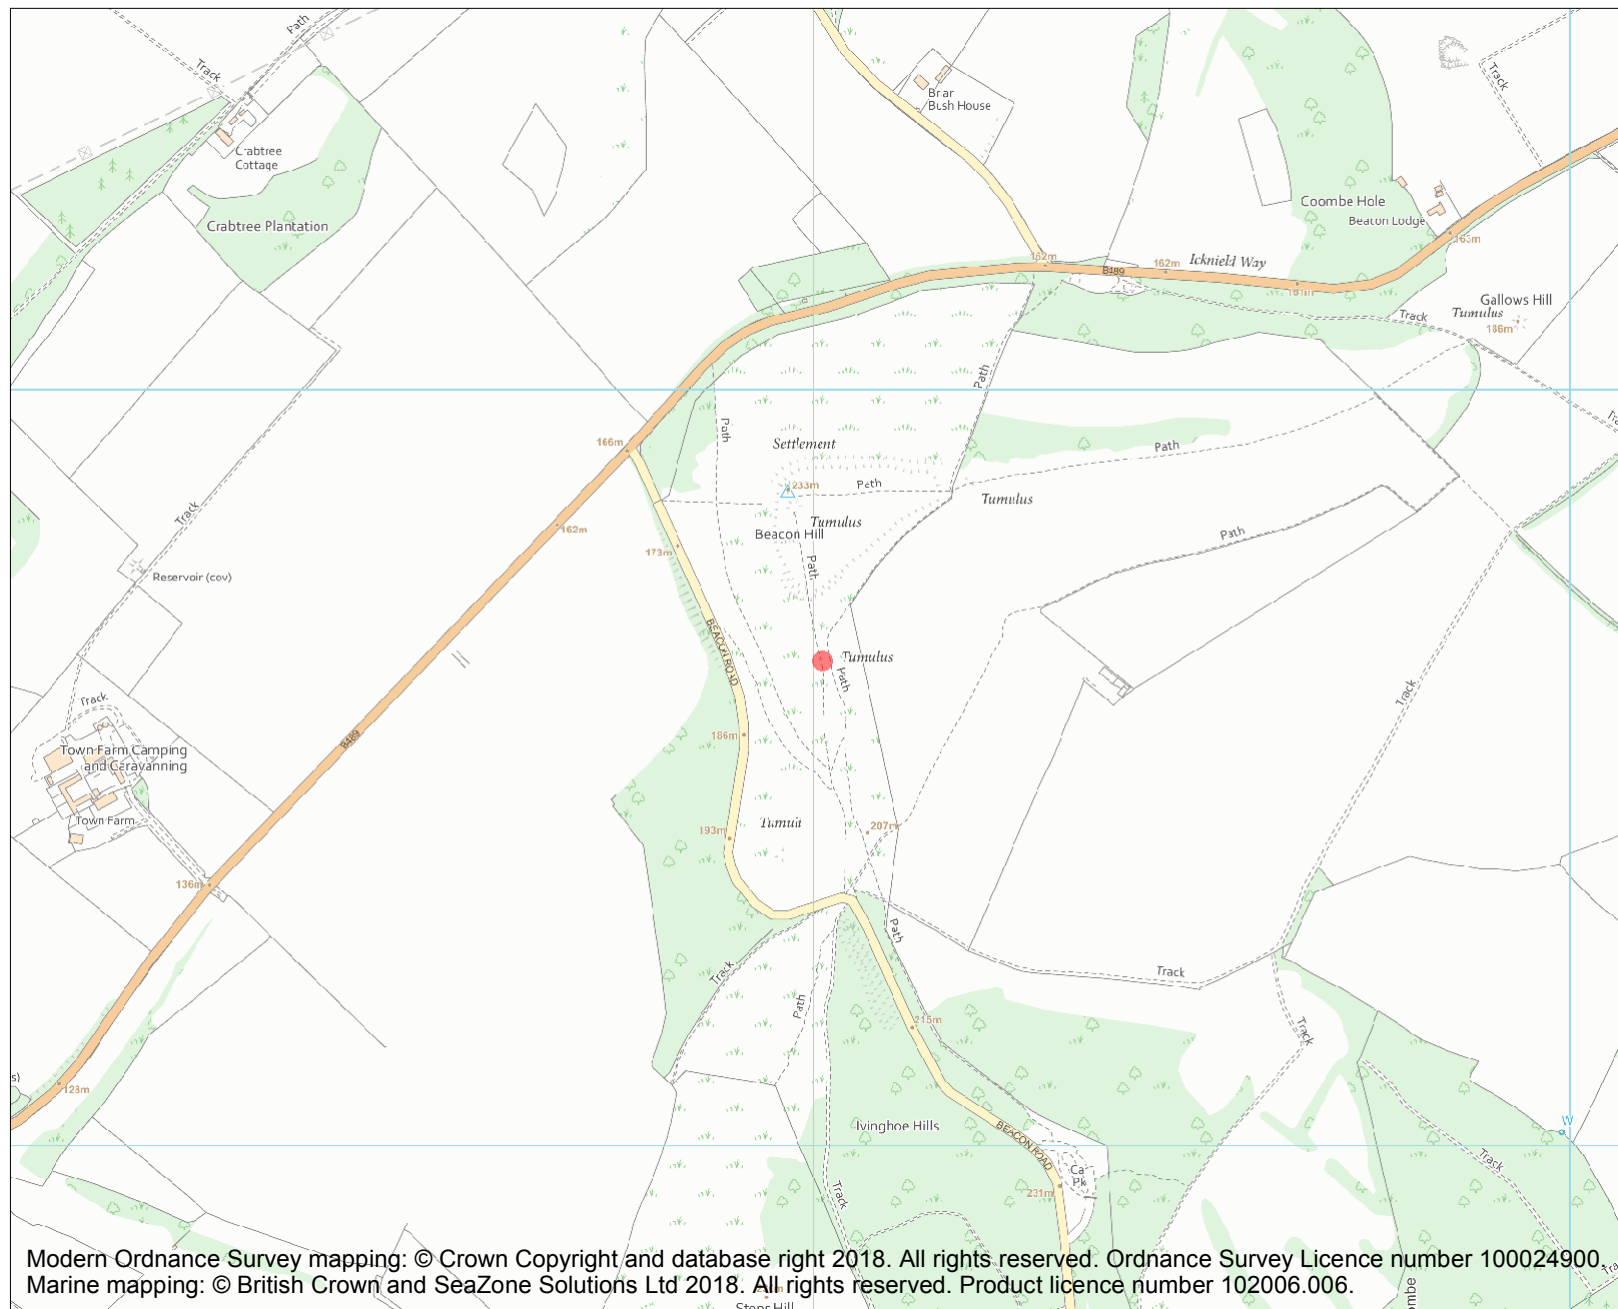 Path
Track
Crabtree
Cottage
Crabtree Plantation
Briar
Bush House
Track
Coombe Hole
Beacon Lodge
163m
162m
B489
162m
Icknield Way
161m
Gallows Hill
Tumulus
186m
Track
Path
Path
166m
Settlement
233m
Path
Path
Tumulus
Tumulus
Beacon Hill
162m
173m
Path
Path
Track
Reservoir (cov)
BEACON ROAD
Tumulus
Path
Track
Track
Town Farm Camping
and Caravanning
Town Farm
B489
186m
193m
Tumuli
207m
136m
Path
Track
Track
Path
215m
Track
s)
128m
Ivinghoe Hills
BEACON ROAD
W
Track
Ca
Pk
231m
Track
Modern Ordnance Survey mapping: © Crown Copyright and database right 2018. All rights reserved. Ordnance Survey Licence number 100024900.
Marine mapping: © British Crown and SeaZone Solutions Ltd 2018. All rights reserved. Product licence number 102006.006.